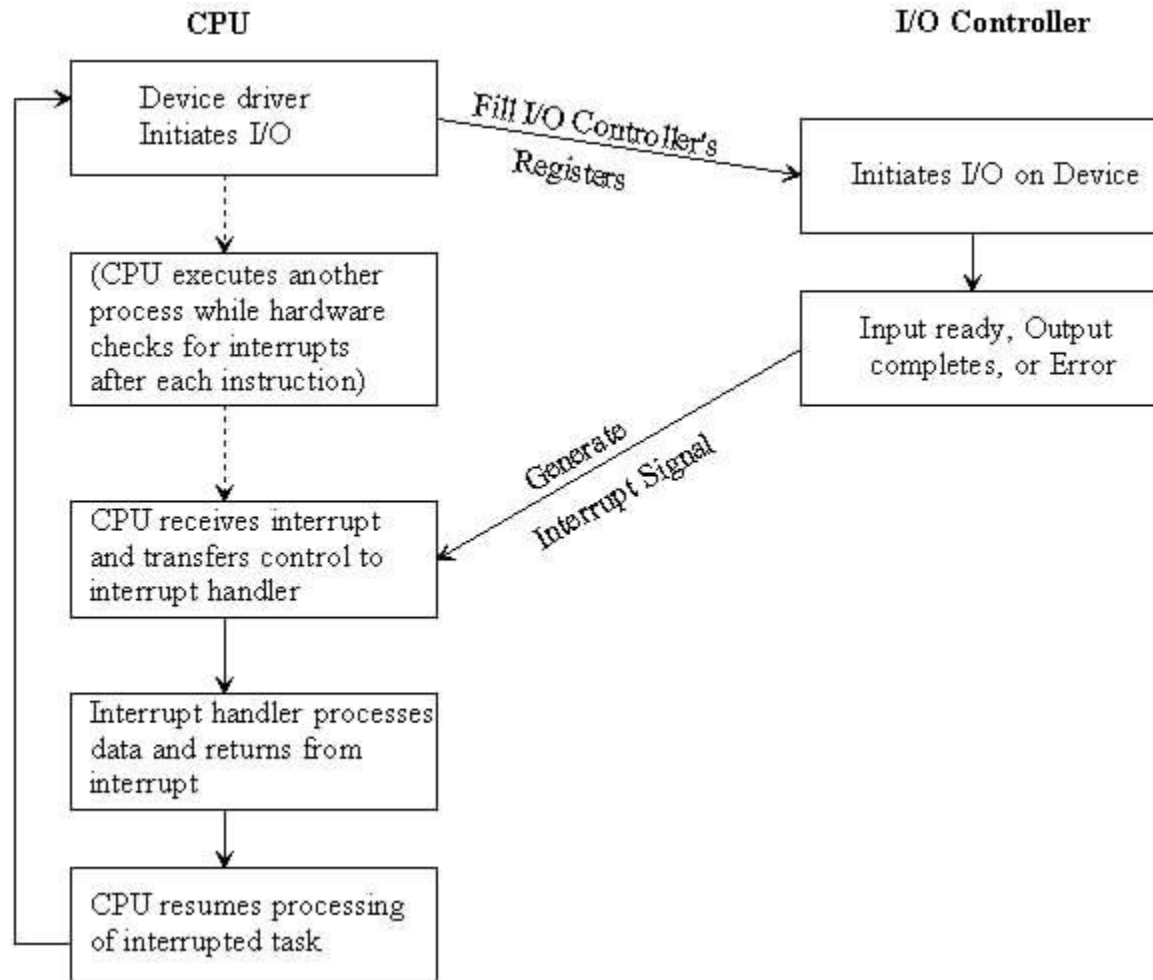 CPU
I/O Controller
Device driver
Initiates I/O
Fill I/O Controller's
Registers
Initiates I/O on Device
(CPU executes another
process while hardware
checks for interrupts
after each instruction)
Input ready, Output
completes, or Error
Generate
Interrupt Signal
CPU receives interrupt
and transfers control to
interrupt handler
Interrupt handler processes
data and returns from
interrupt
CPU resumes processing
of interrupted task